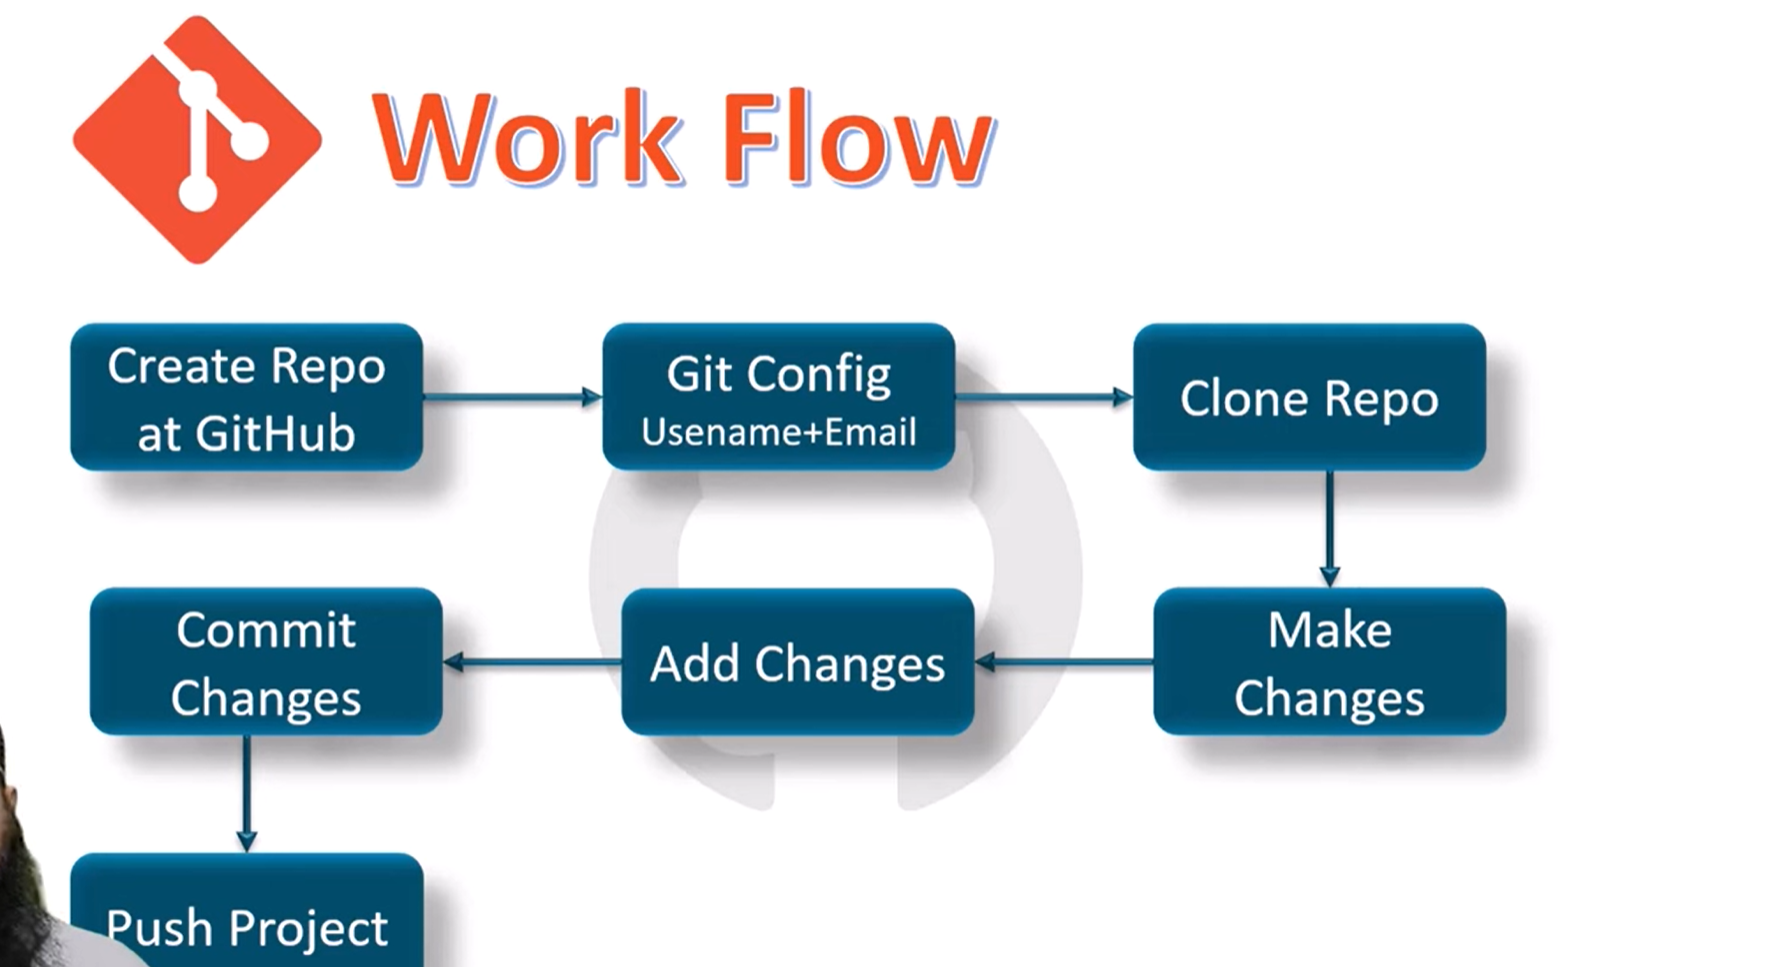 Work Flow
Create Repo
at GitHub
Git Config
Usename+Email
Clone Repo
Make
Changes
Add Changes
Commit
Changes
Push Project